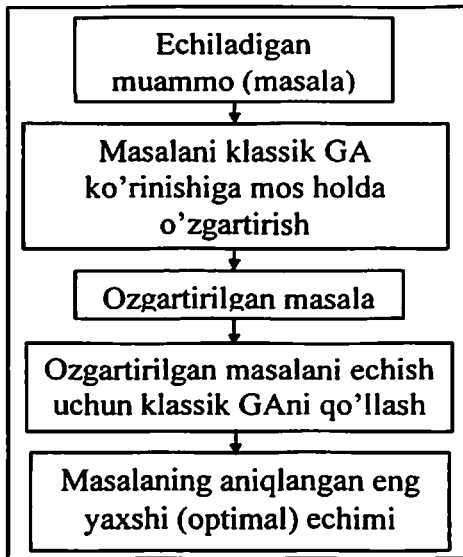 Echiladigan
muammo (masala)
Masalani klassik GA
ko’rinishiga mos holda
o’zgartirish
Ozgartirilgan masala
Ozgartirilgan masalani echish
uchun klassik GAni qo’llash
Masalaning aniqlangan eng
yaxshi (optimal) echimi